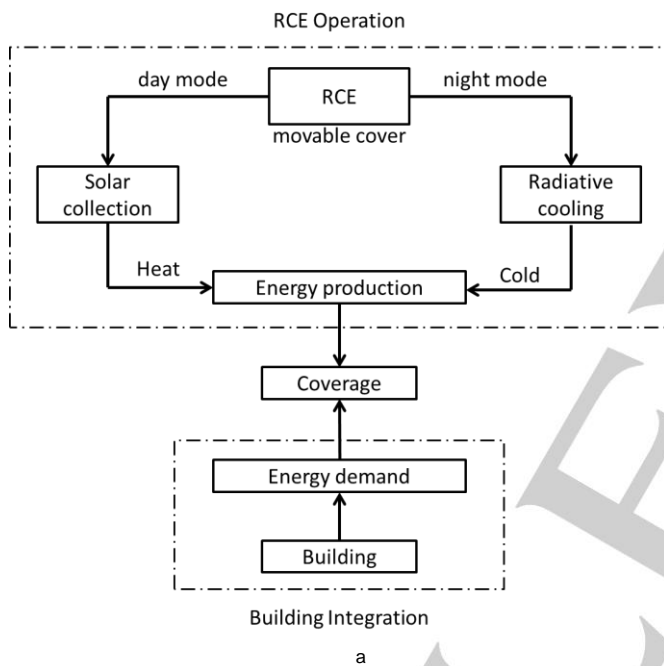 RCE Operation
day mode
RCE
night mode
movable cover
Solar
collection
Radiative
cooling
Heat
Energy production
Cold
Coverage
Energy demand
Building
Building Integration
a